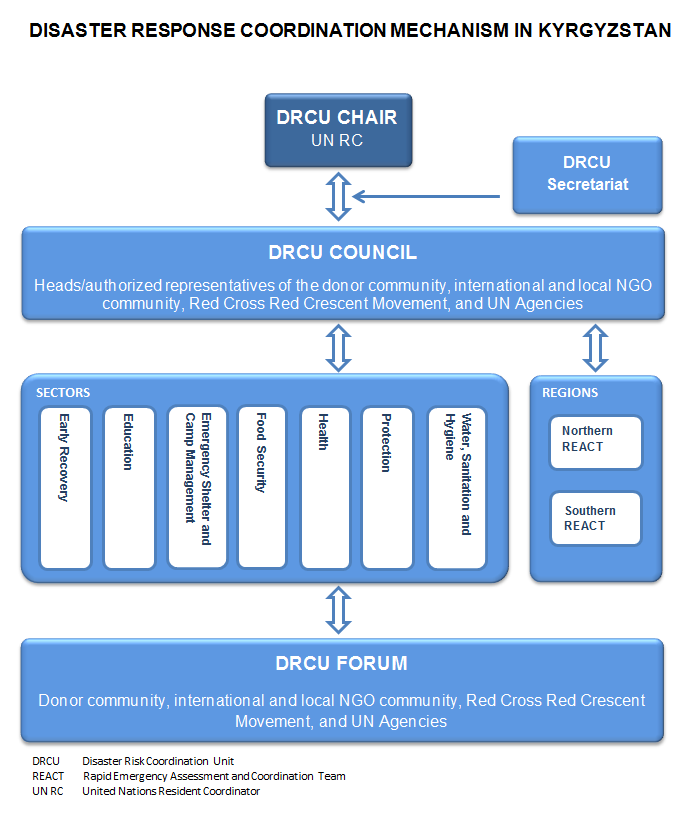 DISASTER RESPONSE COORDINATION MECHANISM IN KYRGYZSTAN
DRCU CHAIR
UN RC
DRCU
Secretariat
DRCU COUNCIL
Heads/authorized representatives of the donor community, international and local NGO
community, Red Cross Red Crescent Movement, and UN Agencies
SECTORS
Early Recovery
Education
Emergency Shelter and
Camp Management
Food Security
Health
Protection
Water, Sanitation and
Hygiene
REGIONS
Northern
REACT
Southern
REACT
DRCU FORUM
Donor community, international and local NGO community, Red Cross Red Crescent
Movement, and UN Agencies
DRCU Disaster Risk Coordination Unit
REACT Rapid Emergency Assessment and Coordination Team
UN RC United Nations Resident Coordinator